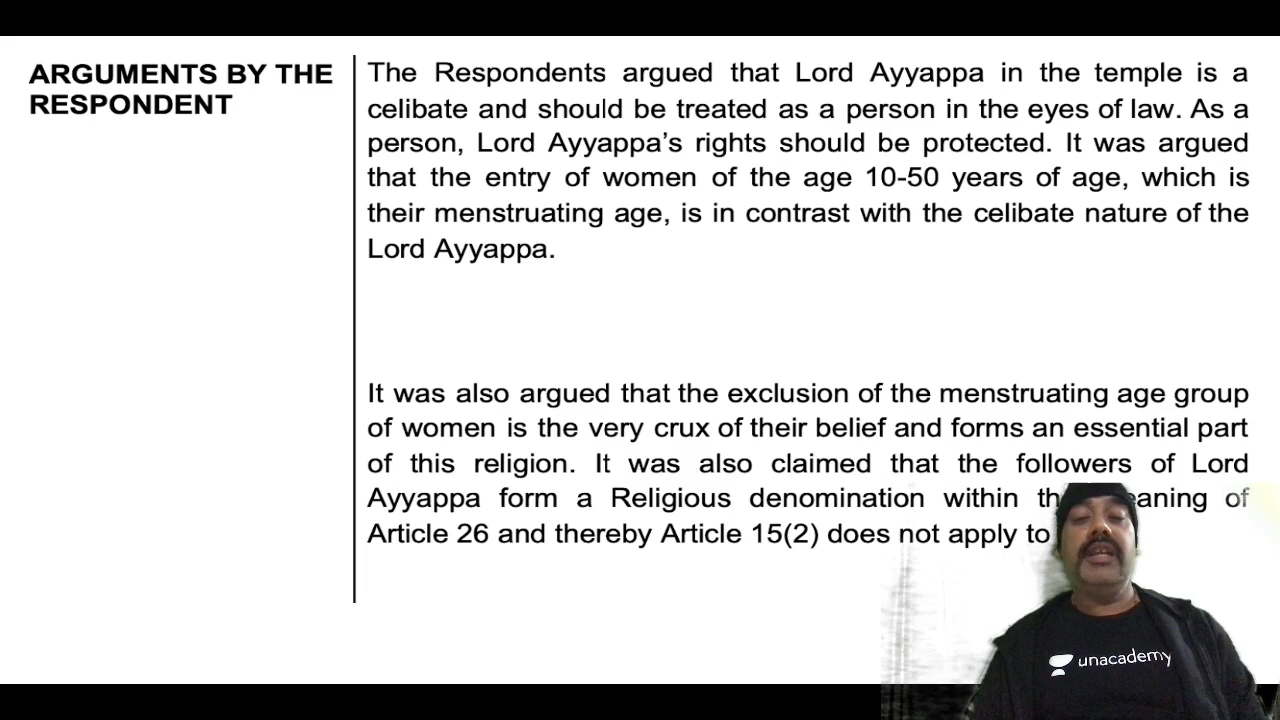 ARGUMENTS BY THE
RESPONDENT
The Respondents argued that Lord Ayyappa in the temple is a
celibate and should be treated as a person in the eyes of law. As a
person, Lord Ayyappa's rights should be protected. It was argued
that the entry of women of the age 10-50 years of age, which is
their menstruating age, is in contrast with the celibate nature of the
Lord Ayyappa.
It was also argued that the exclusion of the menstruating age group
of women is the very crux of their belief and forms an essential part
of this religion. It was also claimed that the followers of Lord
Ayyappa form a Religious denomination within of
Article 26 and thereby Article 15(2) does not apply to
unacademy